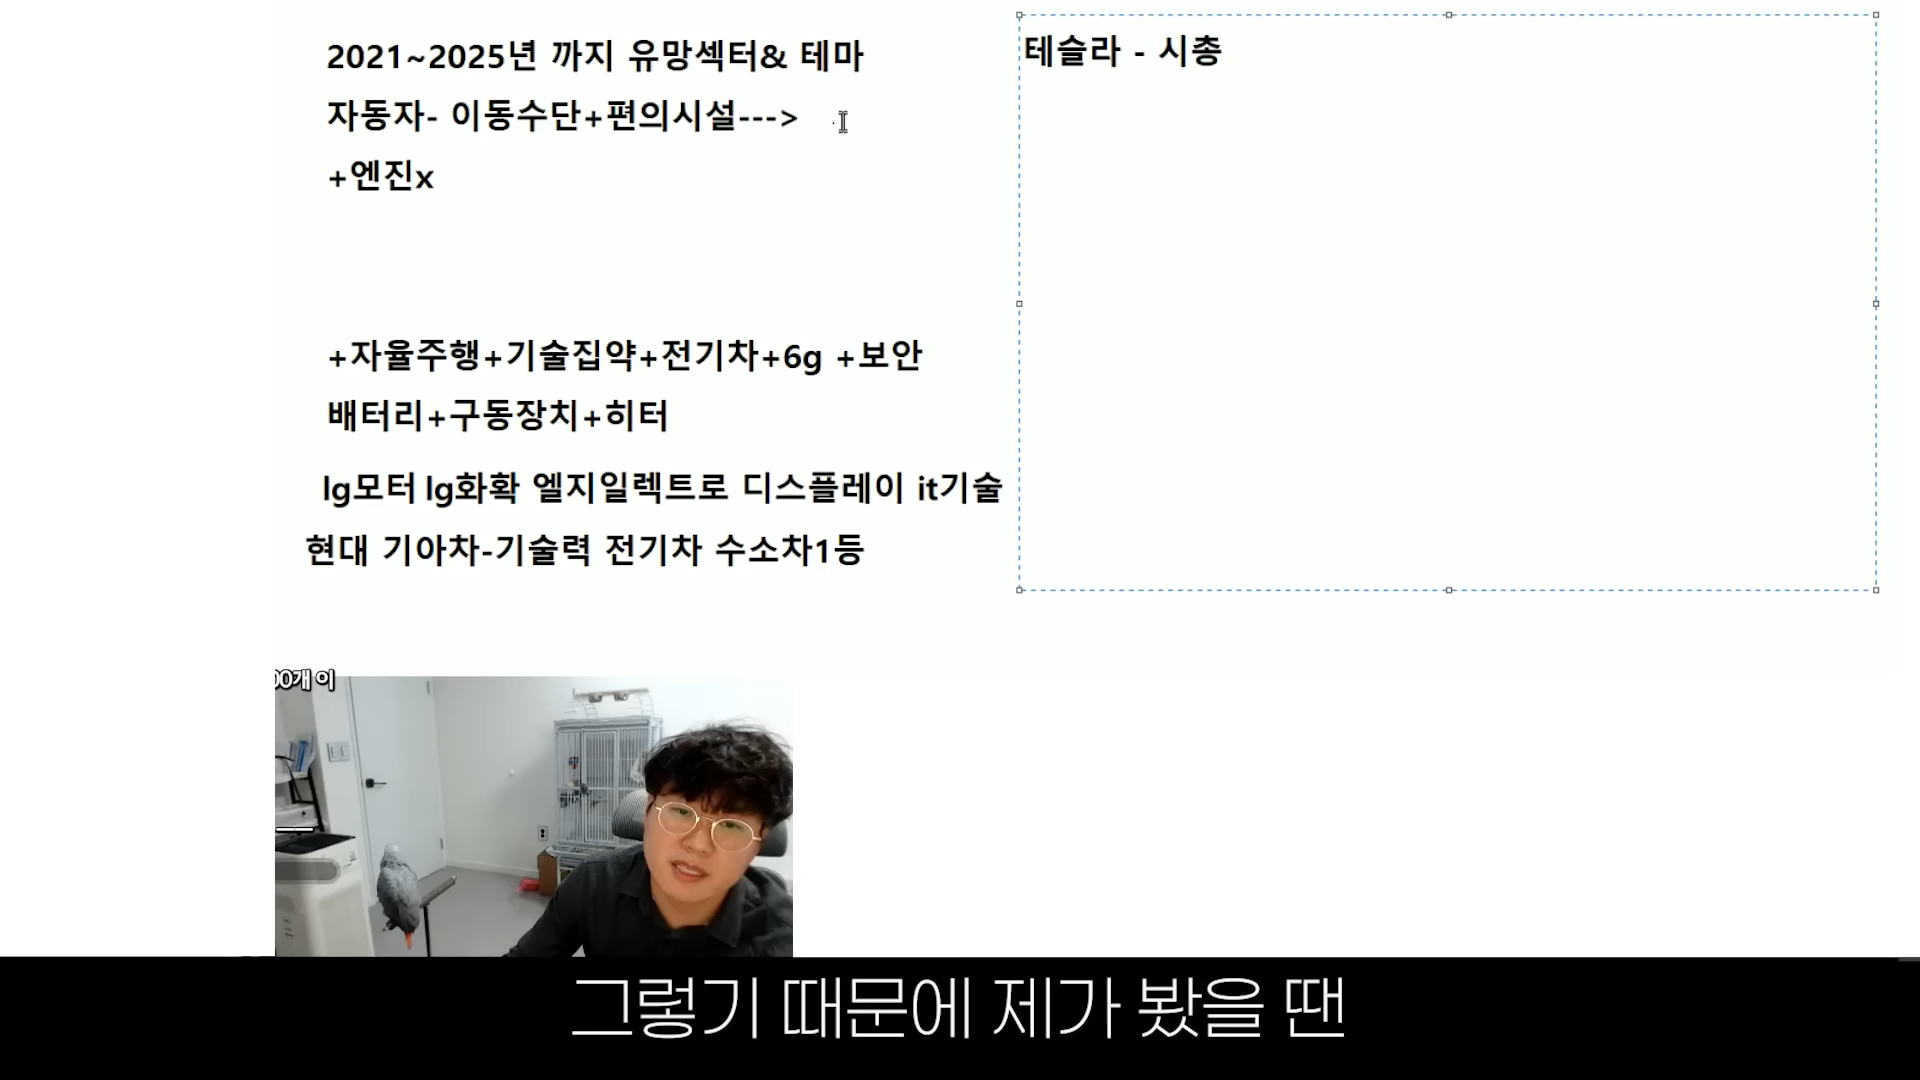 2021~2025년 까지 유망섹터& 테마
자동자- 이동수단+편의시설--->
+엔진x
+자율주행+기술집약+전기차+6g +보안
배터리+구동장치+히터
lg모터 lg화확 엘지일렉트로 디스플레이 it기술
현대 기아차-기술력 전기차 수소차1등
테슬라 - 시총
00개 이
그렇기 때문에 제가 봤을 땐